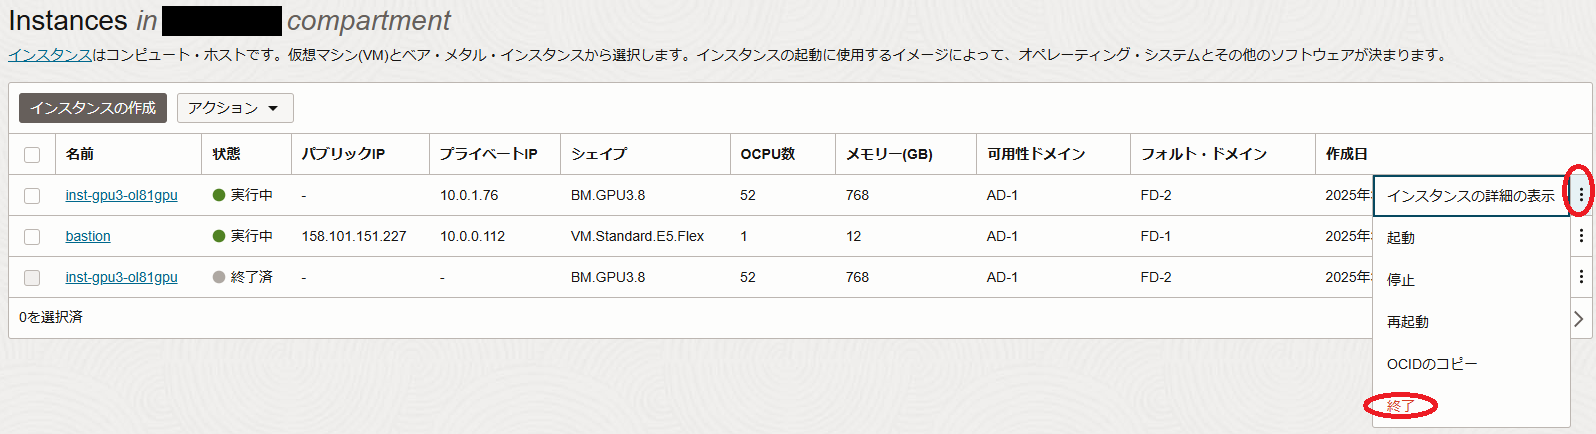 Instances in compartment
インスタンスはコンピュート・ホストです。仮想マシン(VM)とベア・メタル・インスタンスから選択します。インスタンスの起動に使用するイメージによって、オペレーティング・システムとその他のソフトウェアが決まります。
インスタンスの作成 アクション
名前 状態 パブリックIP プライベートIP シェイプ OCPU数 メモリー(GB) 可用性ドメイン フォルト・ドメイン 作成日
inst-gpu3-ol81gpu 実行中 - 10.0.1.76 BM.GPU3.8 52 768 AD-1 FD-2 2025年
bastion 実行中 158.101.151.227 10.0.0.112 VM.Standard.E5.Flex 1 12 AD-1 FD-1 2025年
inst-gpu3-ol81gpu 終了済 - - BM.GPU3.8 52 768 AD-1 FD-2 2025年
0を選択済
インスタンスの詳細の表示
起動
停止
再起動
OCIDのコピー
終了